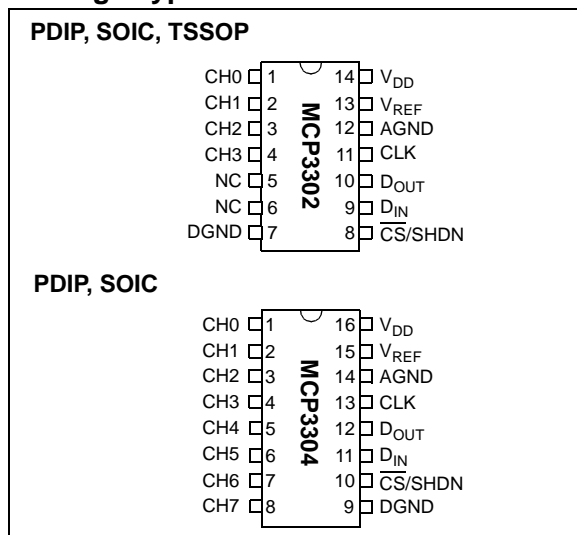 PDIP, SOIC, TSSOP
CH0 1 14 VDD
CH1 2 13 VREF
CH2 3 12 AGND
CH3 4 11 CLK
NC 5 10 DOUT
NC 6 9 DIN
DGND 7 8 CS/SHDN
MCP3302
PDIP, SOIC
CH0 1 16 VDD
CH1 2 15 VREF
CH2 3 14 AGND
CH3 4 13 CLK
CH4 5 12 DOUT
CH5 6 11 DIN
CH6 7 10 CS/SHDN
CH7 8 9 DGND
MCP3304